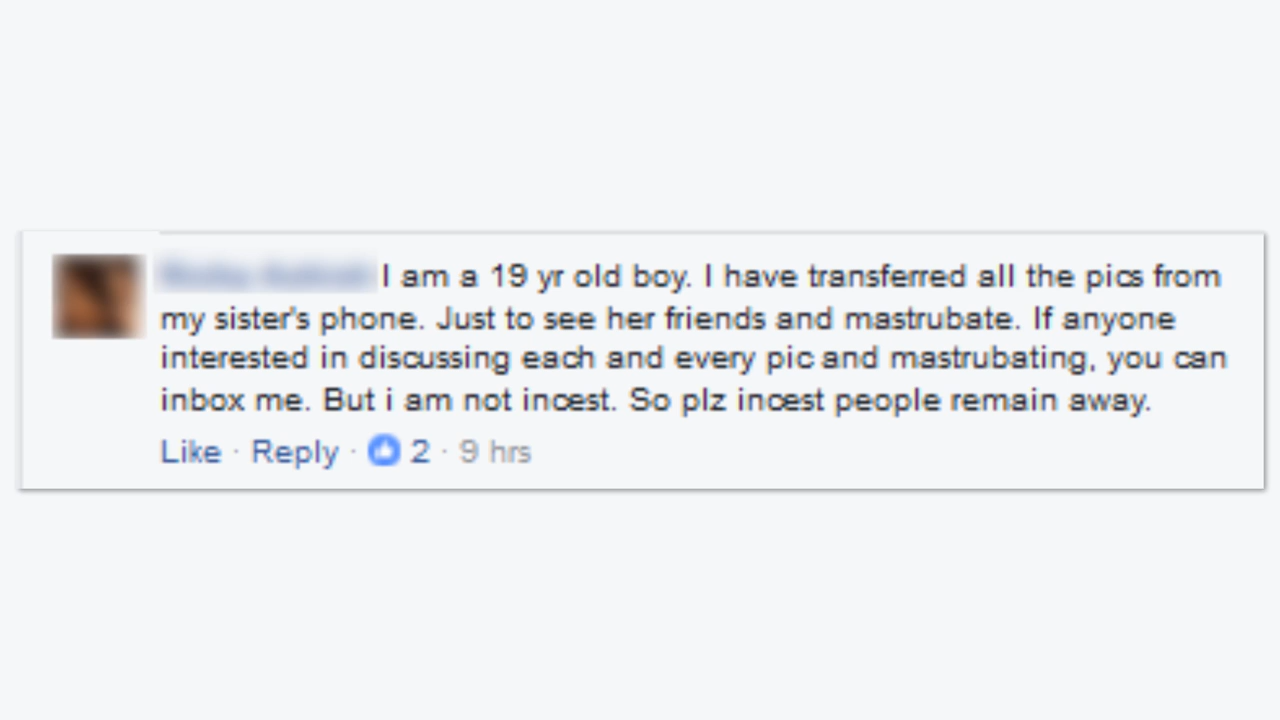 I am a 19 yr old boy. I have transferred all the pics from
my sister's phone. Just to see her friends and mastrubate. If anyone
interested in discussing each and every pic and mastrubating, you can
inbox me. But i am not incest. So plz incest people remain away.
Like · Reply · 2 · 9 hrs